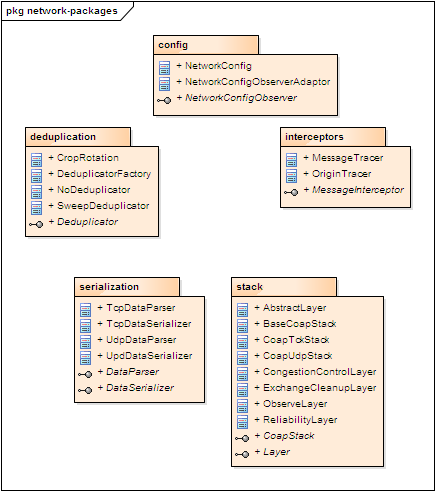 pkg network-packages
config
+ NetworkConfig
+ NetworkConfigObserverAdaptor
+ NetworkConfigObserver
deduplication
+ CropRotation
+ DeduplicatorFactory
+ NoDeduplicator
+ SweepDeduplicator
+ Deduplicator
interceptors
+ MessageTracer
+ OriginTracer
+ MessageInterceptor
serialization
+ TcpDataParser
+ TcpDataSerializer
+ UdpDataParser
+ UpdDataSerializer
+ DataParser
+ DataSerializer
stack
+ AbstractLayer
+ BaseCoapStack
+ CoapTckStack
+ CoapUdpStack
+ CongestionControlLayer
+ ExchangeCleanupLayer
+ ObserveLayer
+ ReliabilityLayer
+ CoapStack
+ Layer